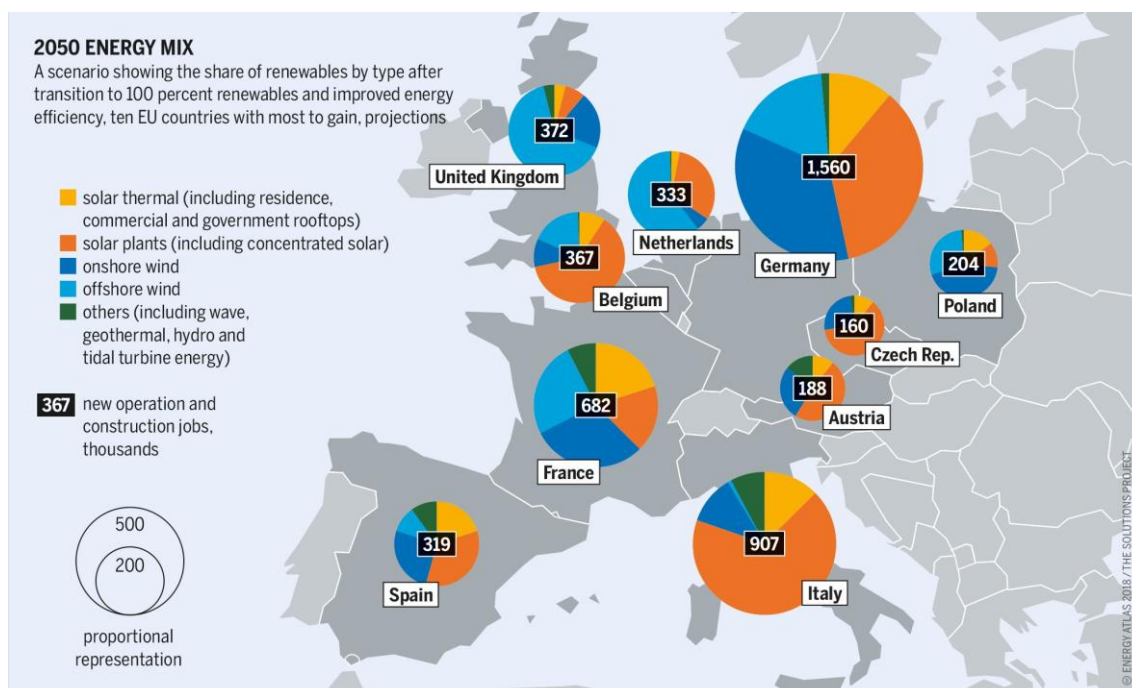 2050 ENERGY MIX
A scenario showing the share of renewables by type after
transition to 100 percent renewables and improved energy
efficiency, ten EU countries with most to gain, projections
solar thermal (including residence,
commercial and government rooftops)
solar plants (including concentrated solar)
onshore wind
offshore wind
others (including wave,
geothermal, hydro and
tidal turbine energy)
367 new operation and
construction jobs,
thousands
500
200
proportional
representation
372
United Kingdom
333
Netherlands
1,560
Germany
367
Belgium
204
Poland
160
Czech Rep.
188
Austria
682
France
319
Spain
907
Italy
© ENERGY ATLAS 2018 / THE SOLUTIONS PROJECT